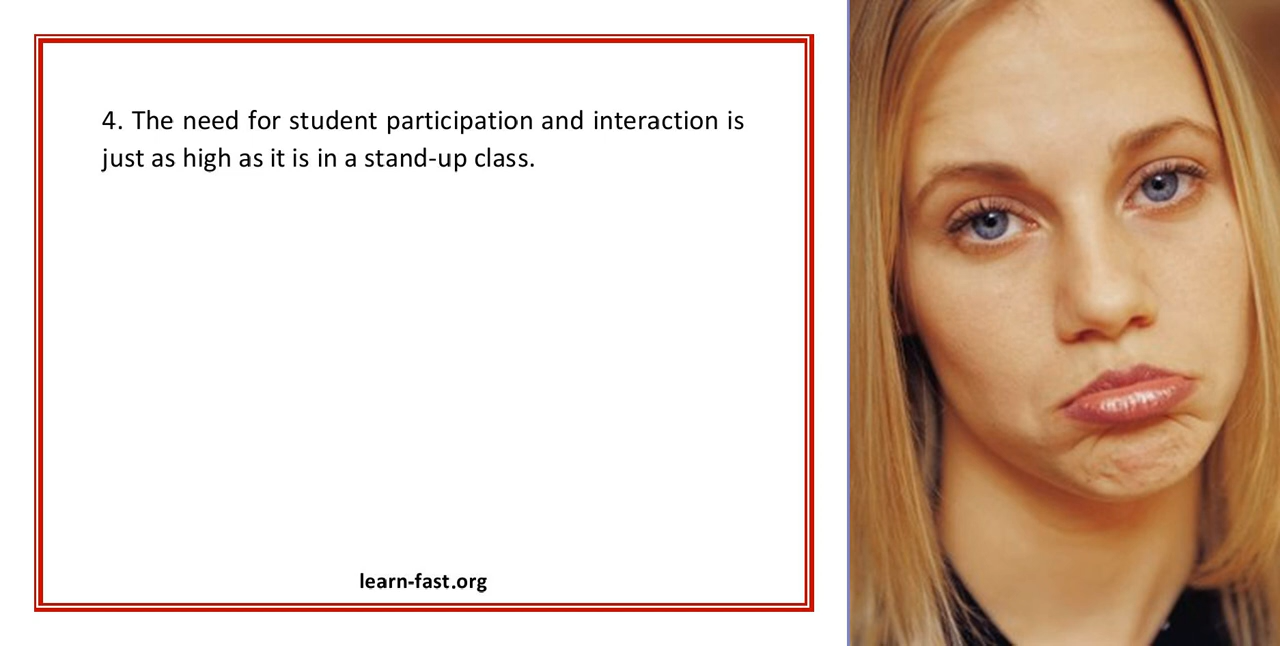 4. The need for student participation and interaction is
just as high as it is in a stand-up class.
learn-fast.org